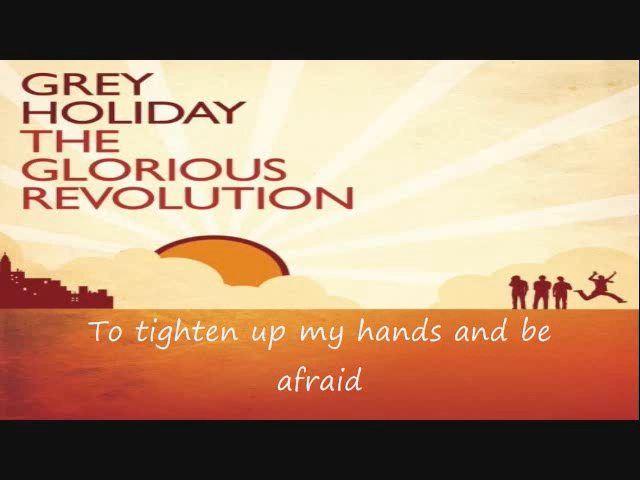 GREY
HOLIDAY
THE
GLORIOUS
REVOLUTION
To tighten up my hands and be
afraid